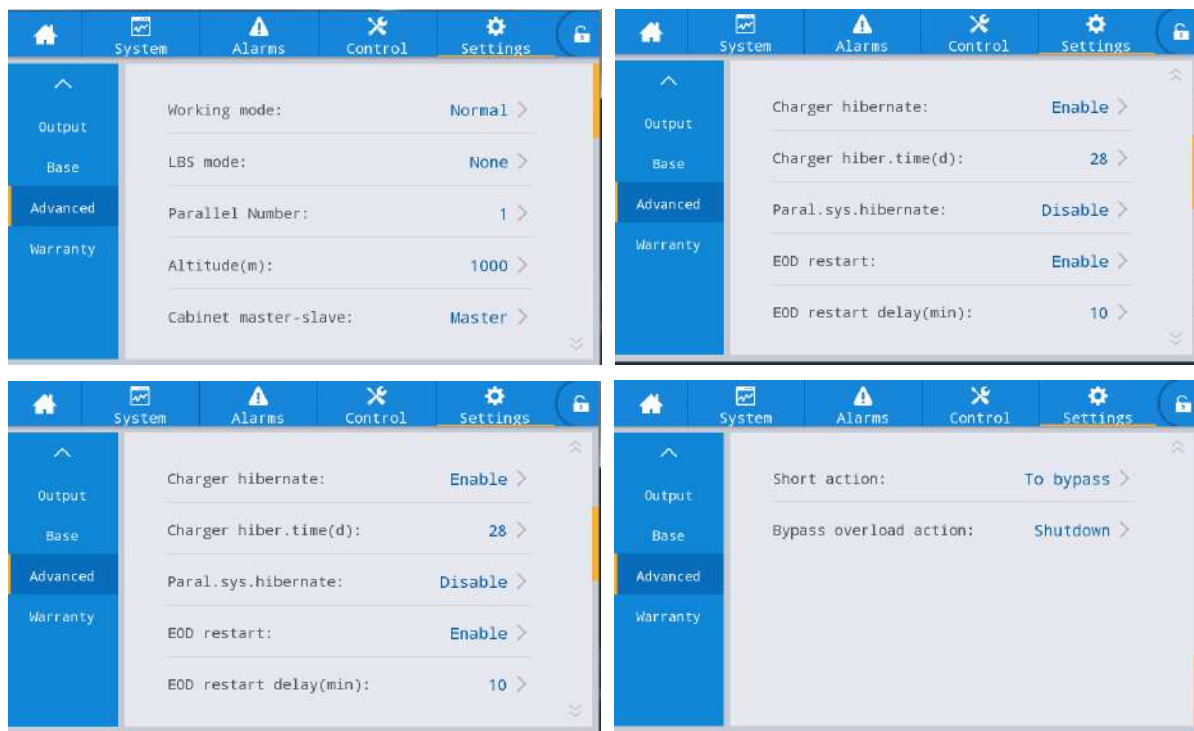 System Alarms Control Settings
Output
Base
Advanced
Warranty
Working mode: Normal >
LBS mode: None >
Parallel Number: 1 >
Altitude(m): 1000 >
Cabinet master-slave: Master >
System Alarms Control Settings
Output
Base
Advanced
Warranty
Charger hibernate: Enable >
Charger hiber.time(d): 28 >
Paral.sys.hibernate: Disable >
EOD restart: Enable >
EOD restart delay(min): 10 >
System Alarms Control Settings
Output
Base
Advanced
Warranty
Charger hibernate: Enable >
Charger hiber.time(d): 28 >
Paral.sys.hibernate: Disable >
EOD restart: Enable >
EOD restart delay(min): 10 >
System Alarms Control Settings
Output
Base
Advanced
Warranty
Short action: To bypass >
Bypass overload action: Shutdown >